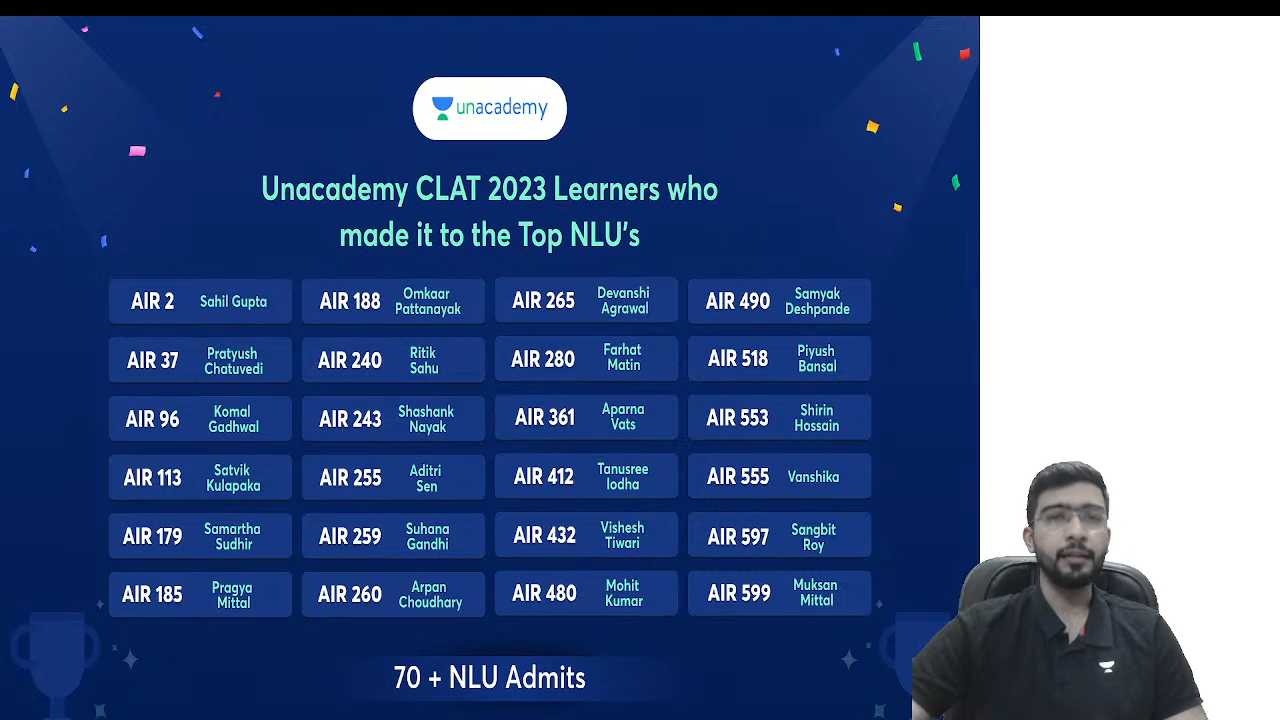 unacademy
Unacademy CLAT 2023 Learners who
made it to the Top NLU's
AIR 2 Sahil Gupta
AIR 188 Omkaar Pattanayak
AIR 265 Devanshi Agrawal
AIR 490 Samyak Deshpande
AIR 37 Pratyush Chatuvedi
AIR 240 Ritik Sahu
AIR 280 Farhat Matin
AIR 518 Piyush Bansal
AIR 96 Komal Gadhwal
AIR 243 Shashank Nayak
AIR 361 Aparna Vats
AIR 553 Shirin Hossain
AIR 113 Satvik Kulapaka
AIR 255 Aditri Sen
AIR 412 Tanusree Iodha
AIR 555 Vanshika
AIR 179 Samartha Sudhir
AIR 259 Suhana Gandhi
AIR 432 Vishesh Tiwari
AIR 597 Sangbit Roy
AIR 185 Pragya Mittal
AIR 260 Arpan Choudhary
AIR 480 Mohit Kumar
AIR 599 Muksan Mittal
70 + NLU Admits